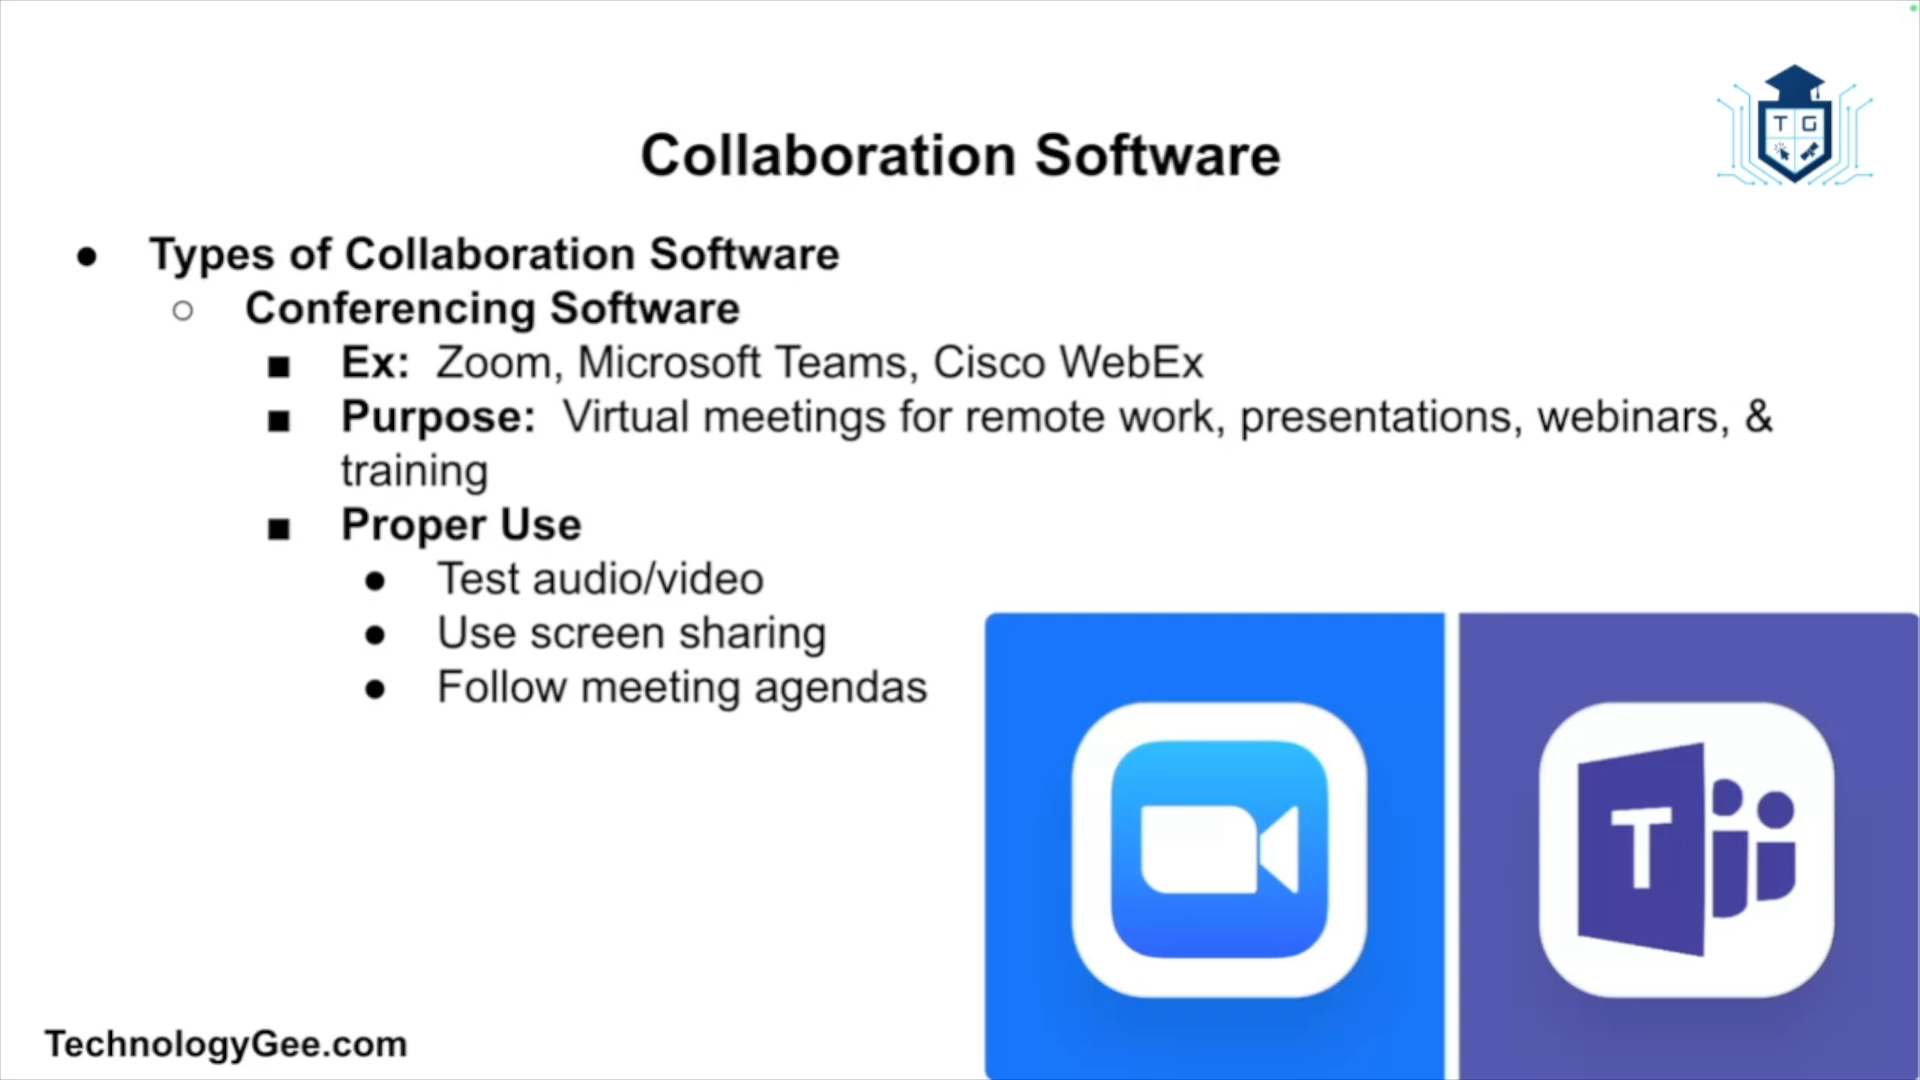 T G
Collaboration Software
● Types of Collaboration Software
○ Conferencing Software
■ Ex: Zoom, Microsoft Teams, Cisco WebEx
■ Purpose: Virtual meetings for remote work, presentations, webinars, &
training
■ Proper Use
● Test audio/video
● Use screen sharing
● Follow meeting agendas
T
TechnologyGee.com